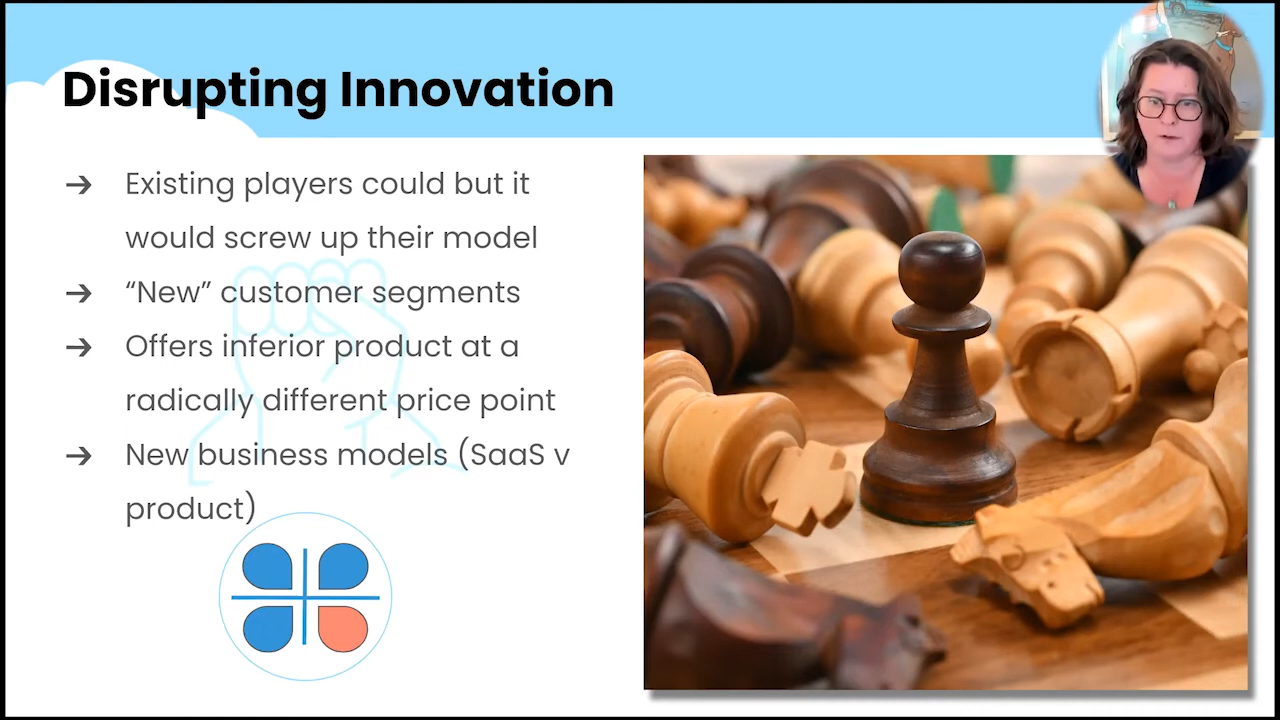 Disrupting Innovation
➔ Existing players could but it
would screw up their model
➔ “New” customer segments
➔ Offers inferior product at a
radically different price point
➔ New business models (SaaS v
product)